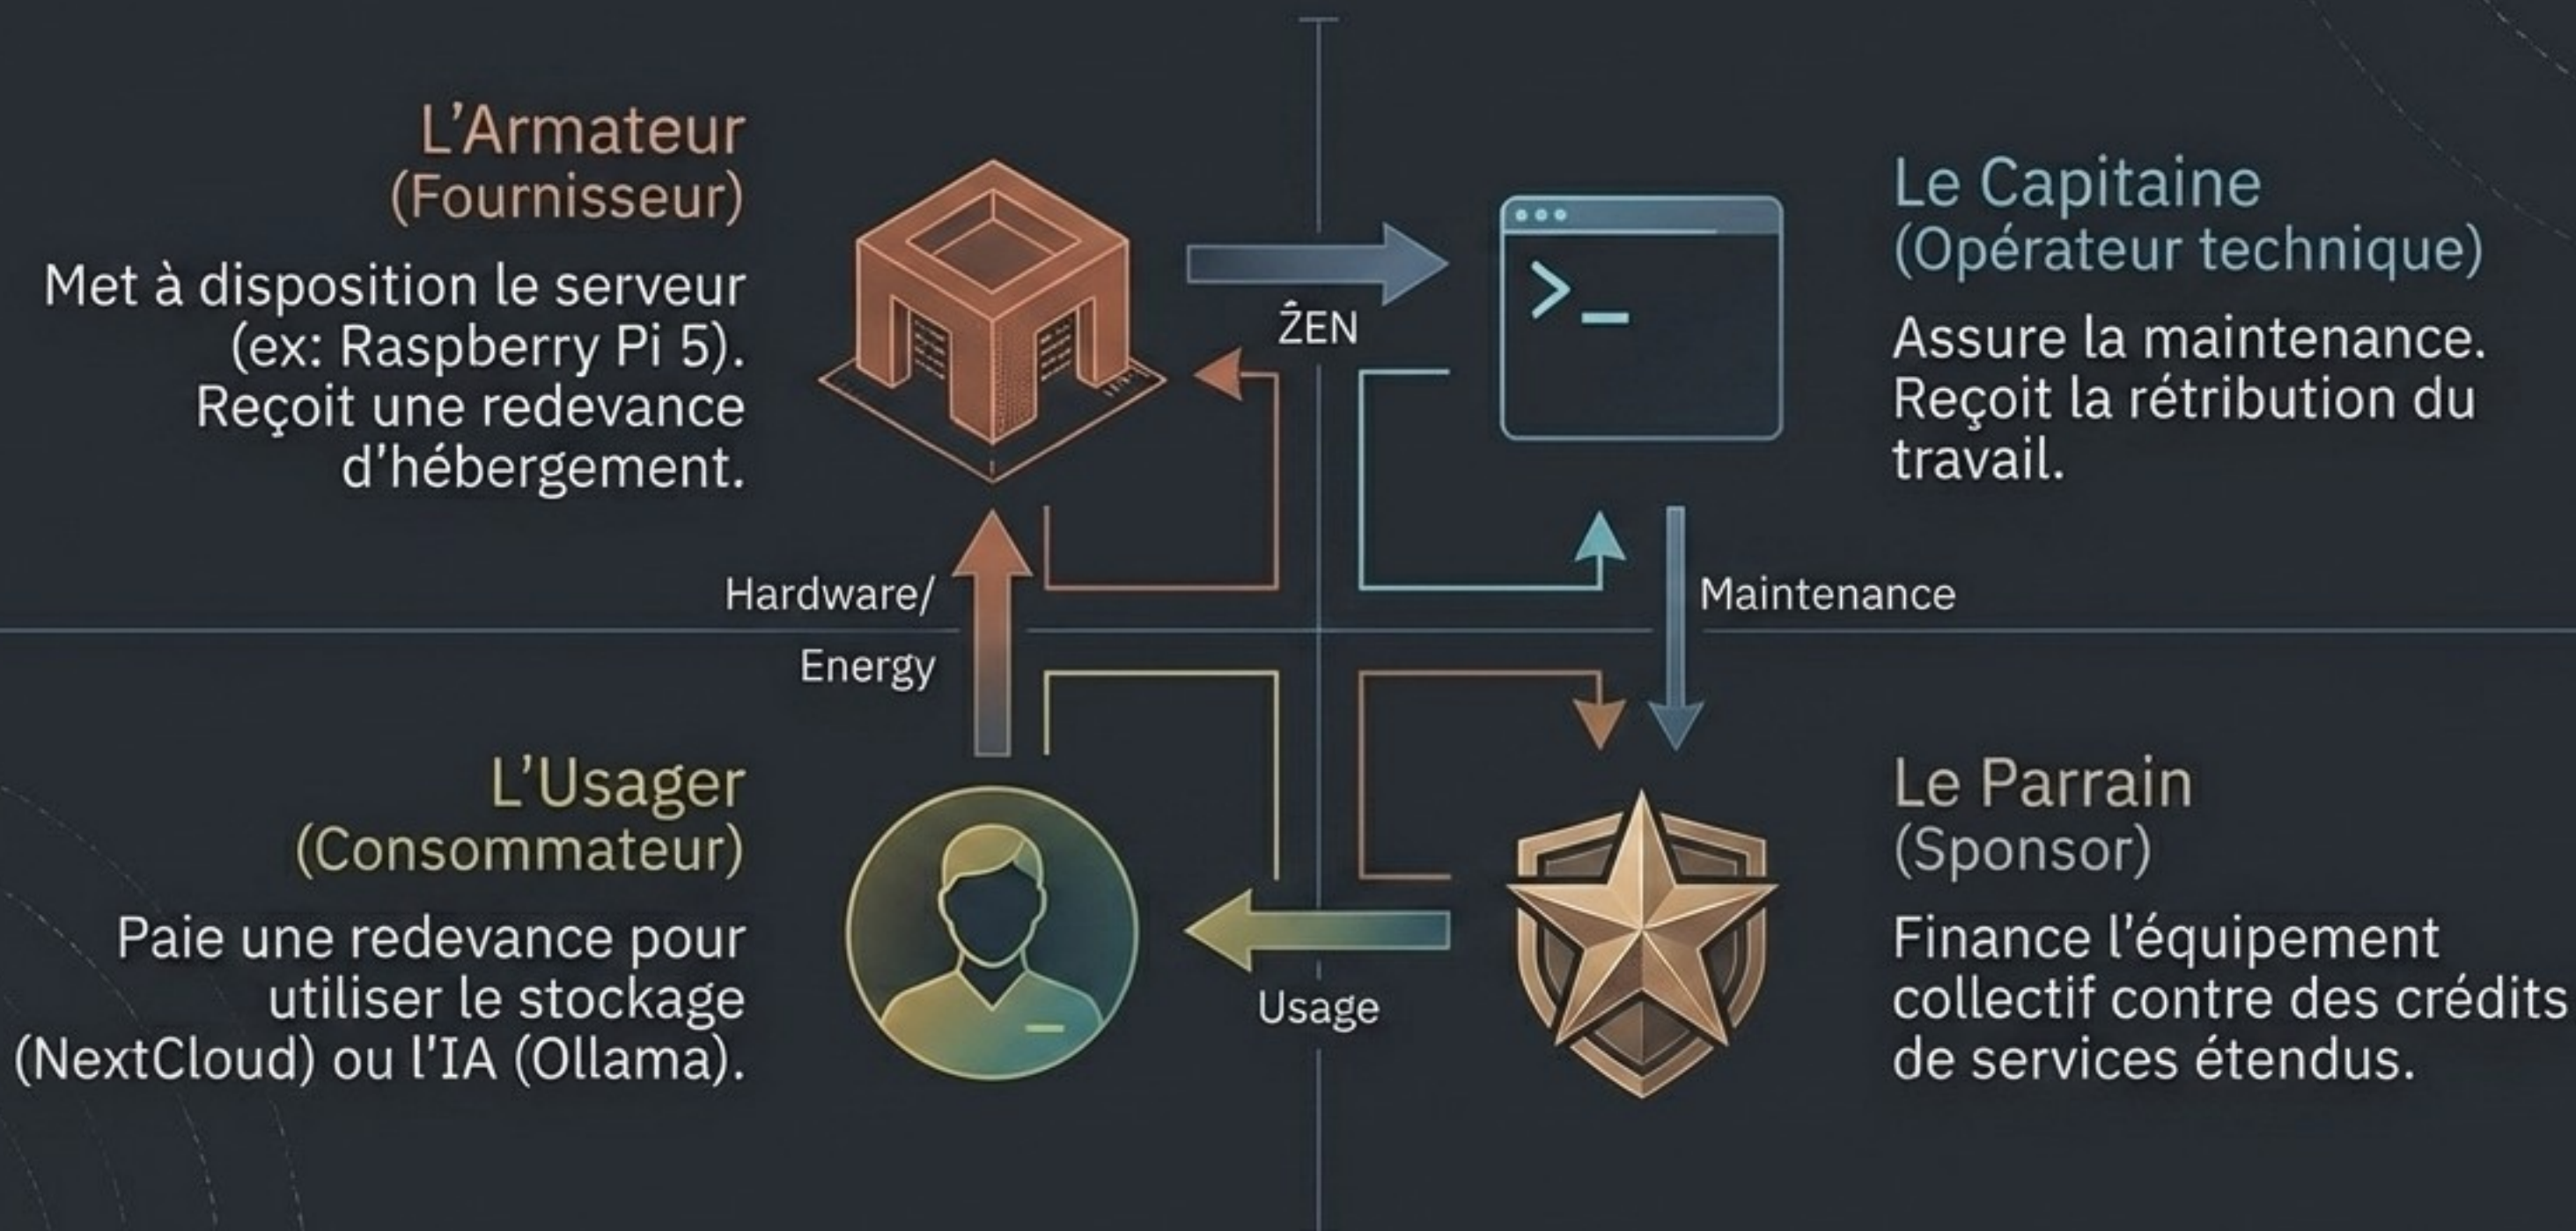 L'Armateur
(Fournisseur)
Met à disposition le serveur
(ex: Raspberry Pi 5).
Reçoit une redevance
d'hébergement.
ẐEN
>_
Le Capitaine
(Opérateur technique)
Assure la maintenance.
Reçoit la rétribution du
travail.
Hardware/
Energy
Maintenance
L'Usager
(Consommateur)
Paie une redevance pour
utiliser le stockage
(NextCloud) ou l'IA (Ollama).
Usage
Le Parrain
(Sponsor)
Finance l'équipement
collectif contre des crédits
de services étendus.